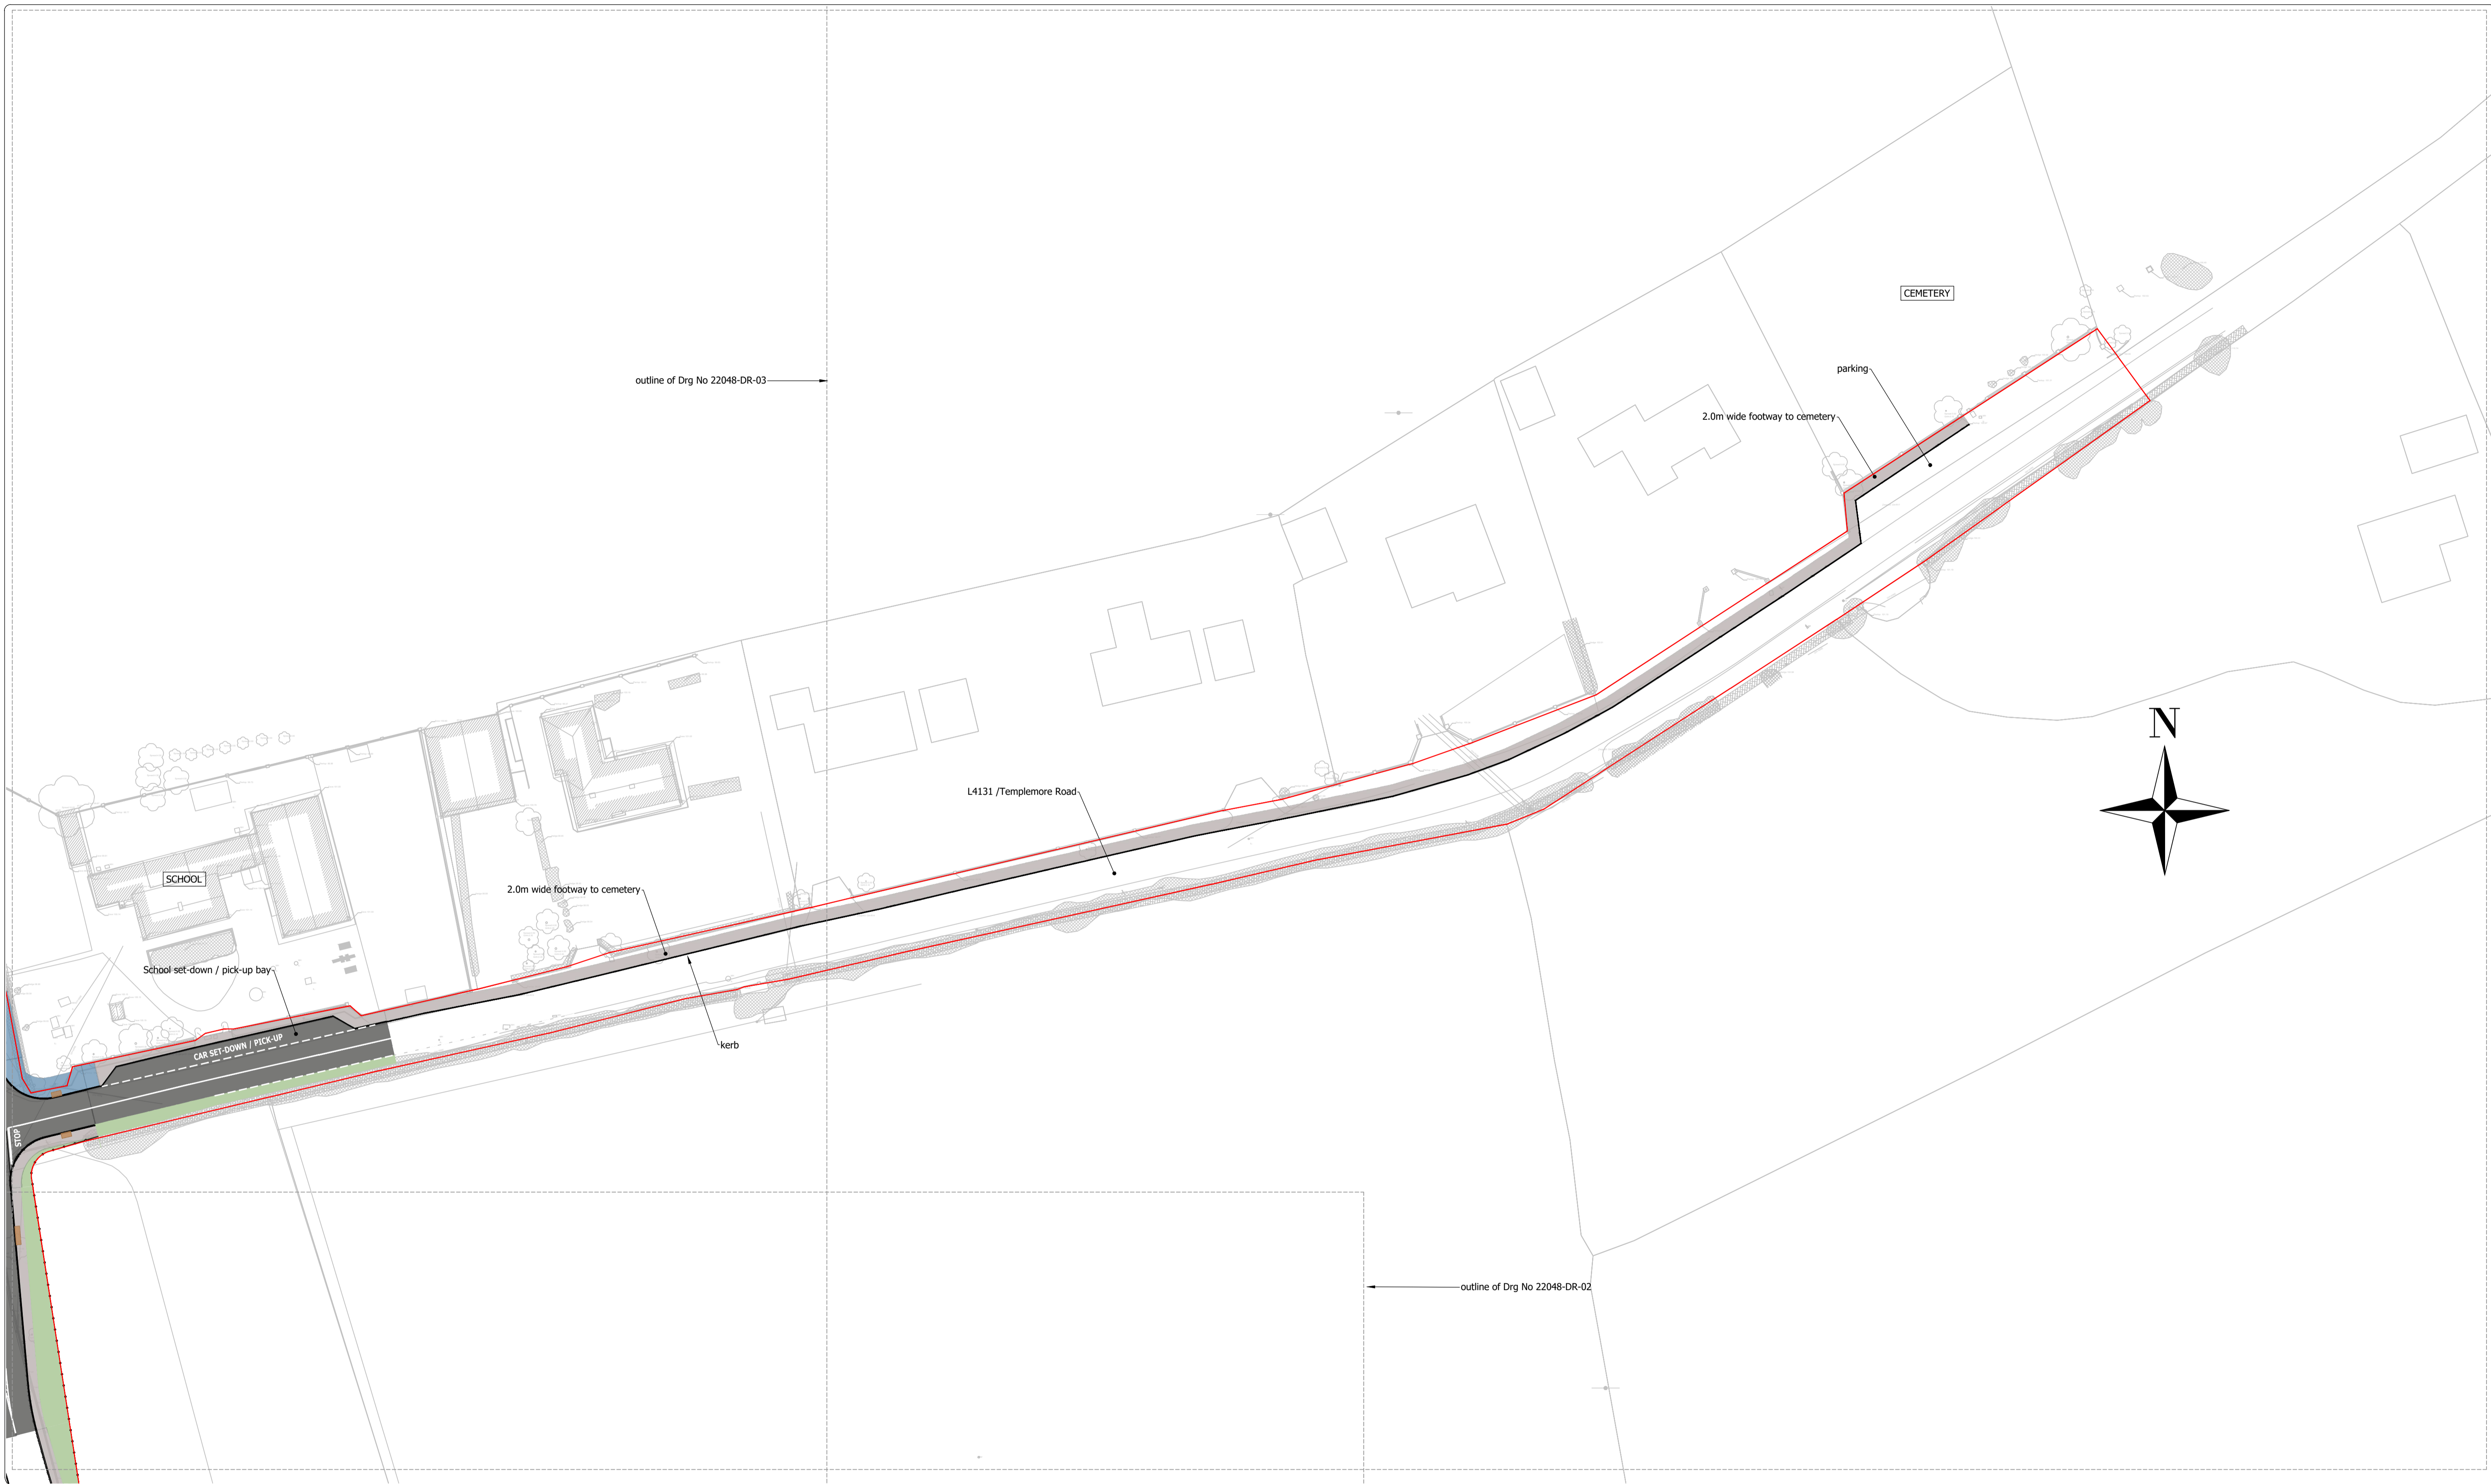 CEMETERY
parking
outline of Drg No 22048-DR-03
2.0m wide footway to cemetery
N
L4131 /Templemore Road
SCHOOL
2.0m wide footway to cemetery
School set-down / pick-up bay
CAR SET-DOWN / PICK-UP
kerb
STOP
outline of Drg No 22048-DR-02